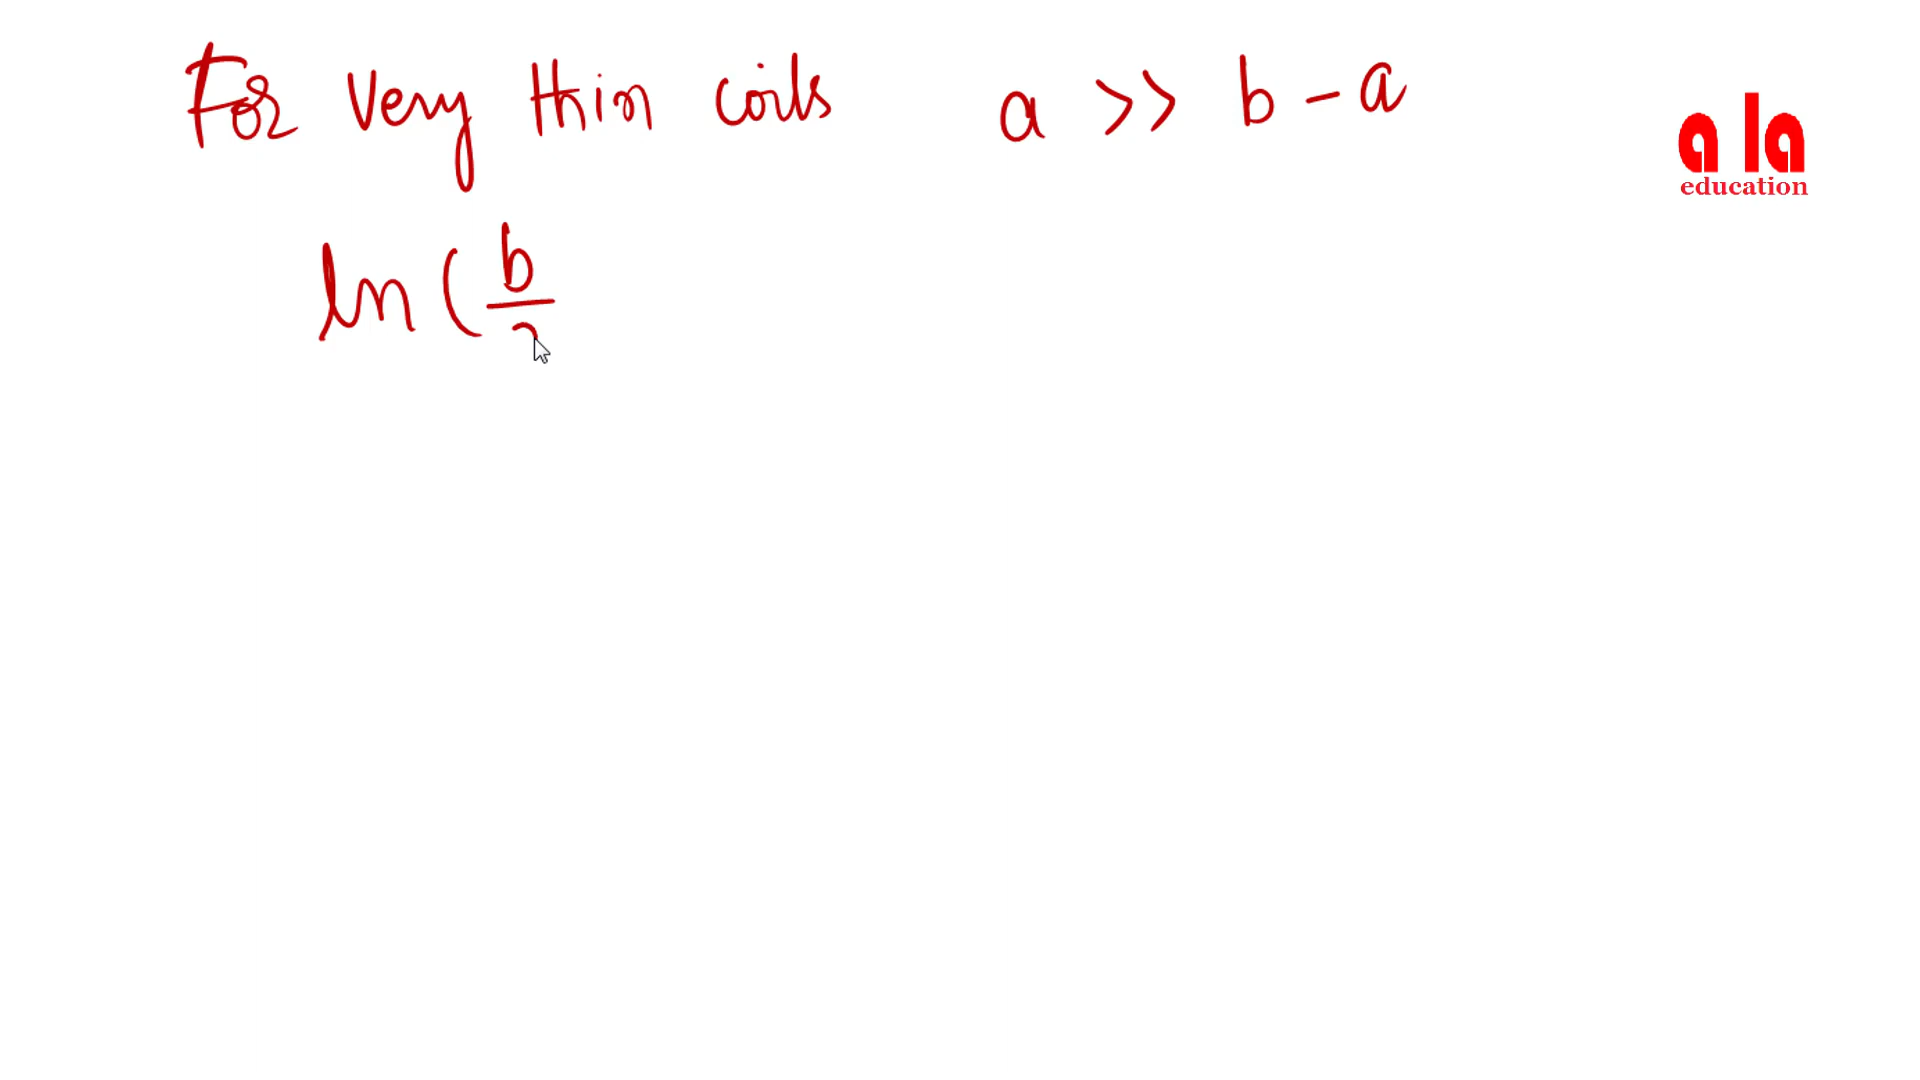 For Very thin coils a >> b - a
a la
education
ln ( b